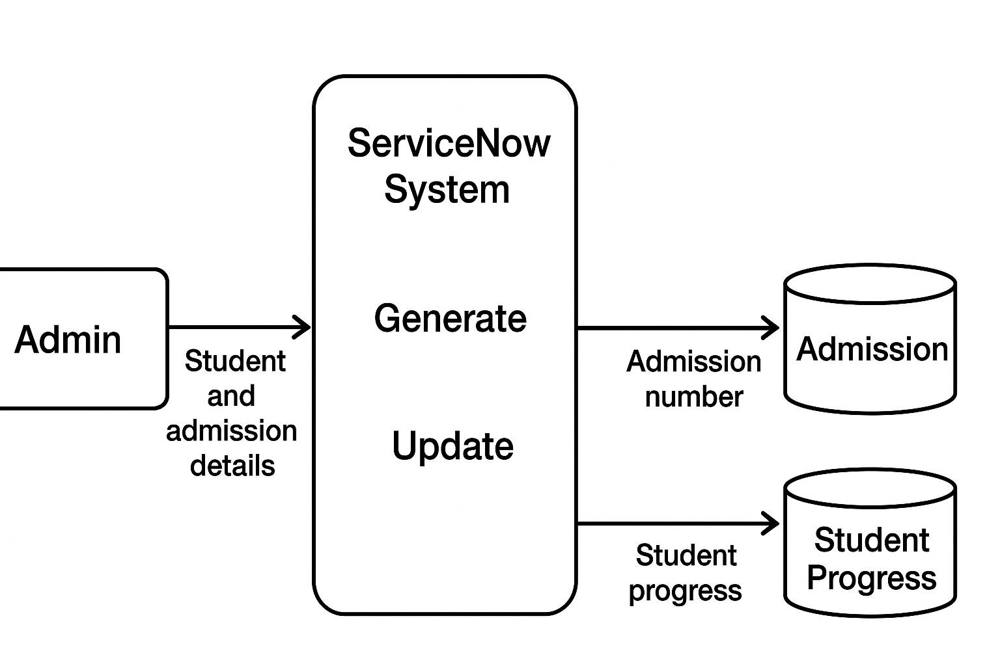 ServiceNow
System
Admin
Student
and
admission
details
Generate
Update
Admission
number
Admission
Student
progress
Student
Progress